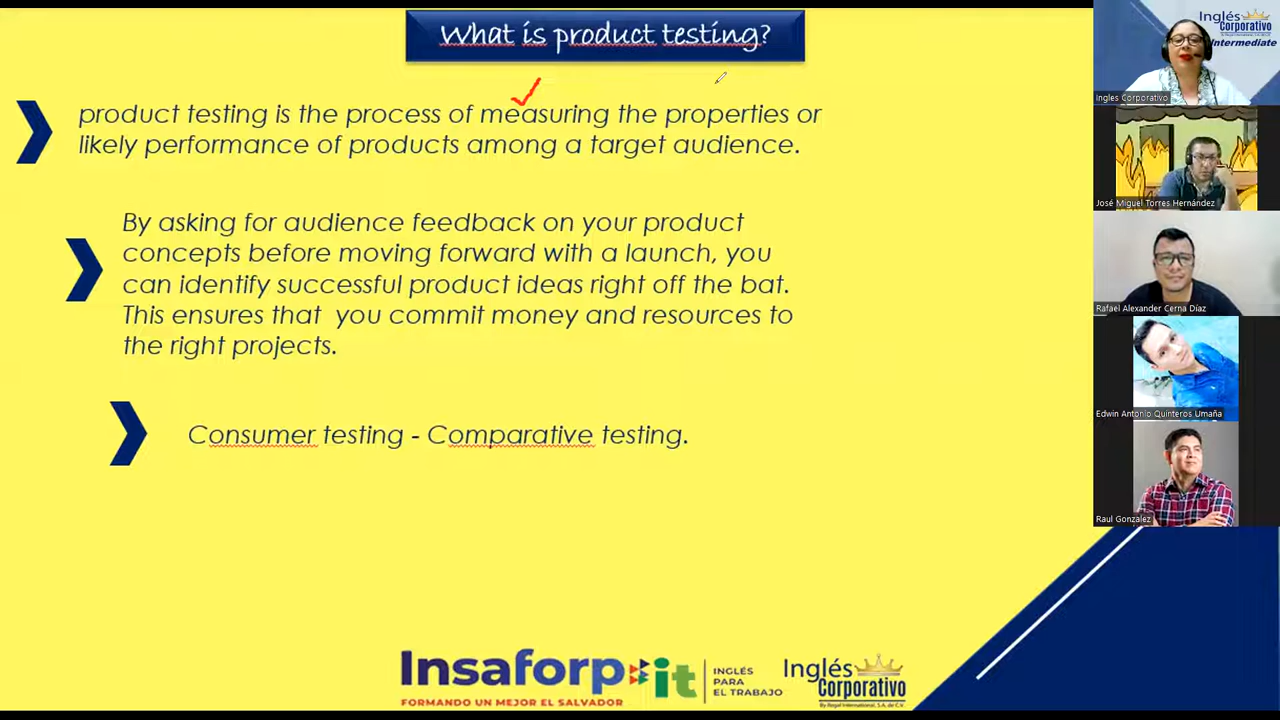 What is product testing?
product testing is the process of measuring the properties or
likely performance of products among a target audience.
By asking for audience feedback on your product
concepts before moving forward with a launch, you
can identify successful product ideas right off the bat.
This ensures that you commit money and resources to
the right projects.
Consumer testing - Comparative testing.
Inglés
Corporativo
Intermediate
Ingles Corporativo
José Miguel Torres Hernández
Rafael Alexander Cerna Díaz
Edwin Antonio Quinteros Umaña
Raul Gonzalez
Insaforp
FORMANDO UN MEJOR EL SALVADOR
it
INGLÉS
PARA
EL TRABAJO
Inglés
Corporativo
By Regal International, S.A. de C.V.